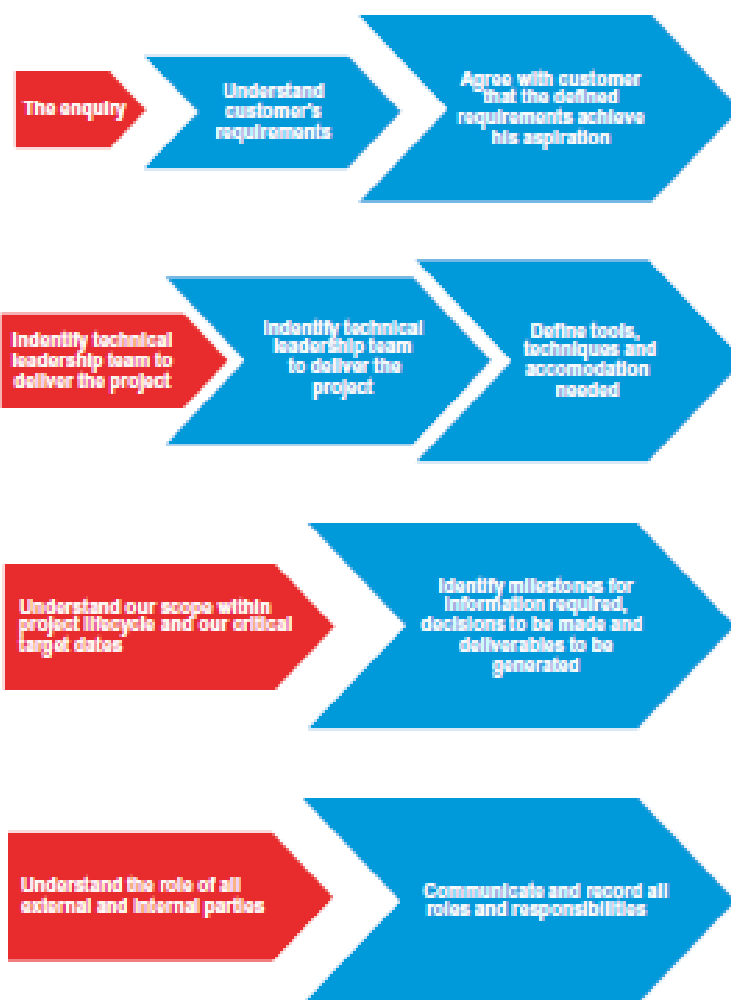 The enquiry
Understand
customer's
requirements
Agree with customer
that the defined
requirements achieve
his aspiration
Indentify technical
leadership team to
deliver the project
Indentify technical
leadership team
to deliver the
project
Define tools,
techniques and
accomodation
needed
Understand our scope within
project lifecycle and our critical
target dates
Identify milestones for
information required,
decisions to be made and
deliverables to be
generated
Understand the role of all
external and internal parties
Communicate and record all
roles and responsibilities